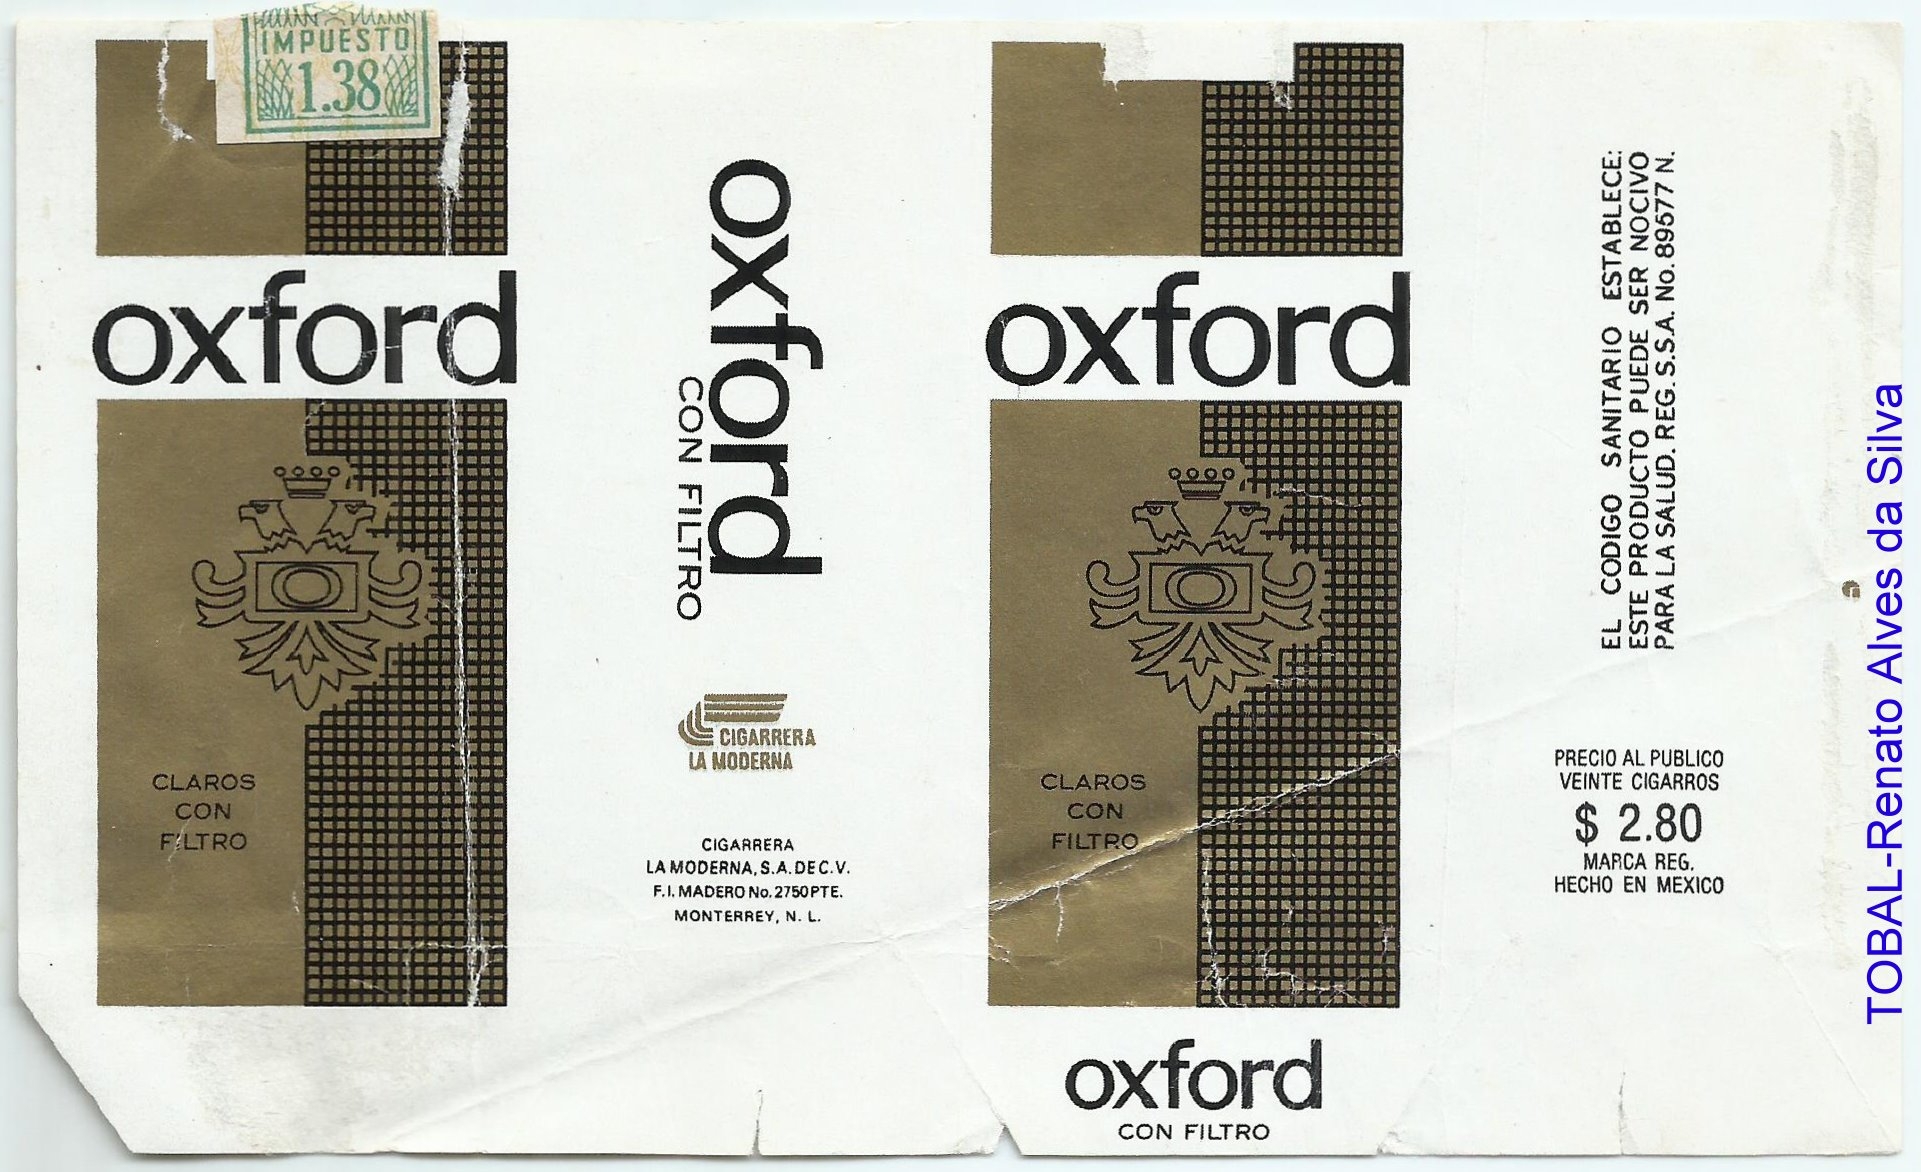 IMPUESTO
1.38
oxford
CLAROS
CON
FILTRO
oxford
CON FILTRO
CIGARRERA
LA MODERNA
CIGARRERA
LA MODERNA, S.A. DE C.V.
F.I. MADERO No. 2750 PTE.
MONTERREY, N. L.
oxford
CLAROS
CON
FILTRO
oxford
CON FILTRO
EL CODIGO SANITARIO ESTABLECE:
ESTE PRODUCTO PUEDE SER NOCIVO
PARA LA SALUD. REG. S.S.A. No. 89577 N.
PRECIO AL PUBLICO
VEINTE CIGARROS
$ 2.80
MARCA REG.
HECHO EN MEXICO
TOBAL-Renato Alves da Silva